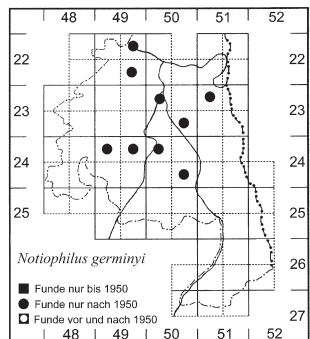 48 49 50 51 52
22 22
23 23
24 24
25 25
26
27
Notiophilus germinyi
Funde nur bis 1950
Funde nur nach 1950
Funde vor und nach 1950
48 49 50 51 52